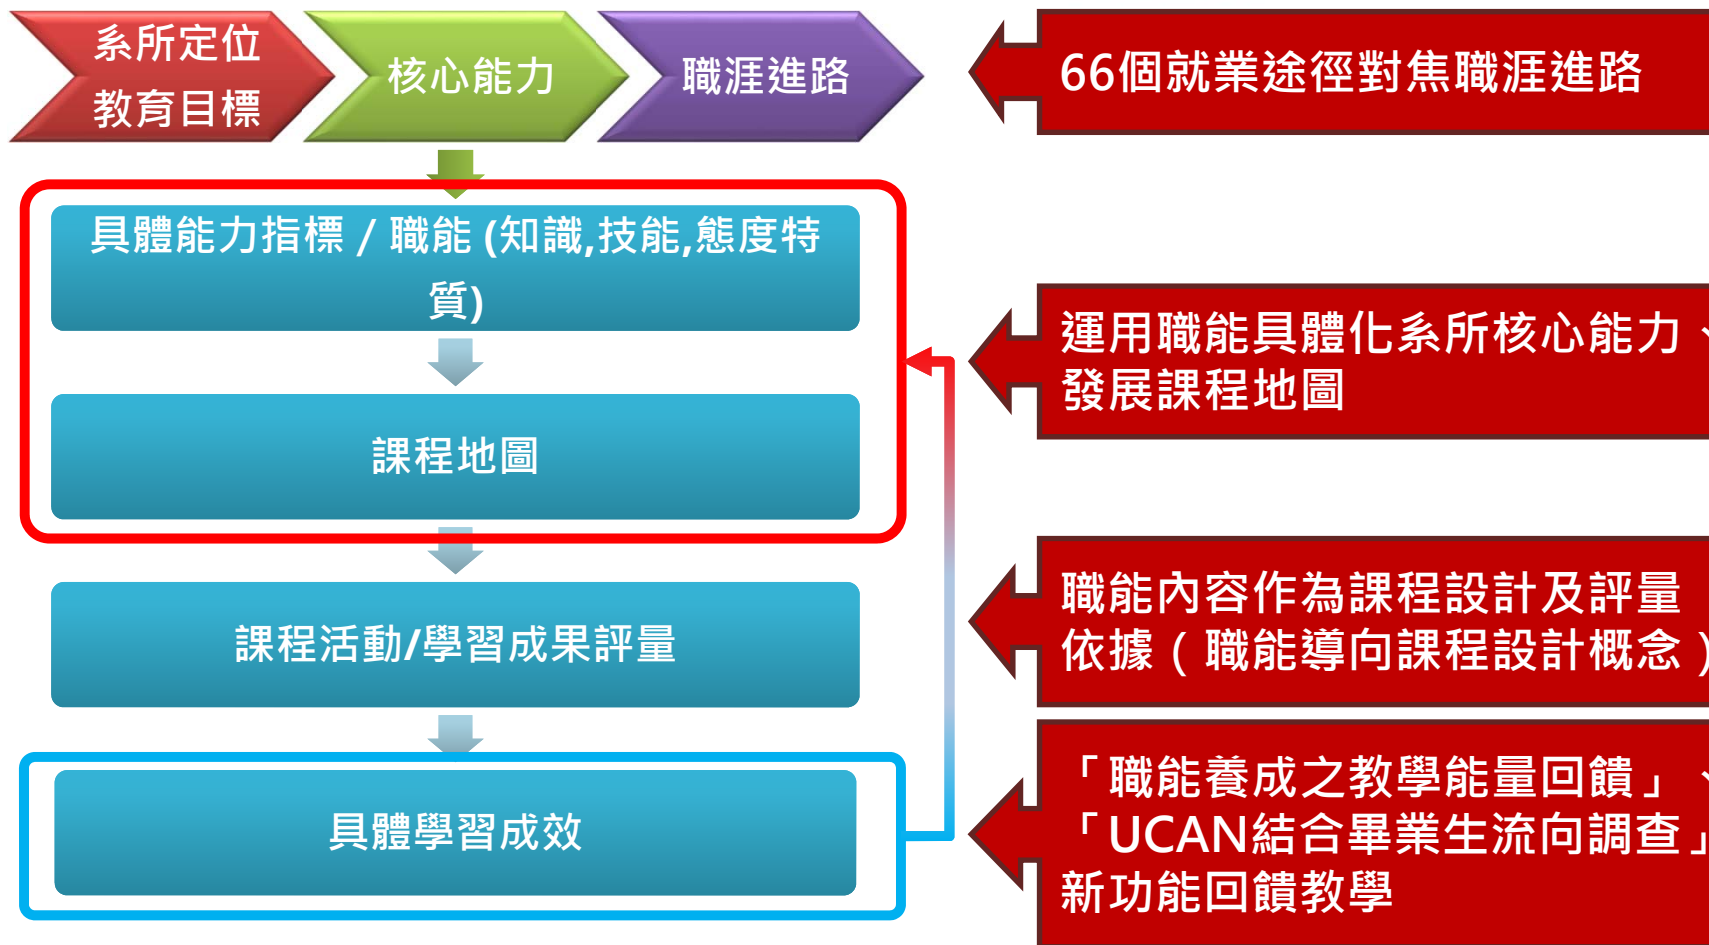 系所定位
教育目標
核心能力
職涯進路
66個就業途徑對焦職涯進路
具體能力指標 / 職能 (知識,技能,態度特
質)
運用職能具體化系所核心能力、
發展課程地圖
課程地圖
職能內容作為課程設計及評量
依據（職能導向課程設計概念）
課程活動/學習成果評量
「職能養成之教學能量回饋」、
「UCAN結合畢業生流向調查」
新功能回饋教學
具體學習成效